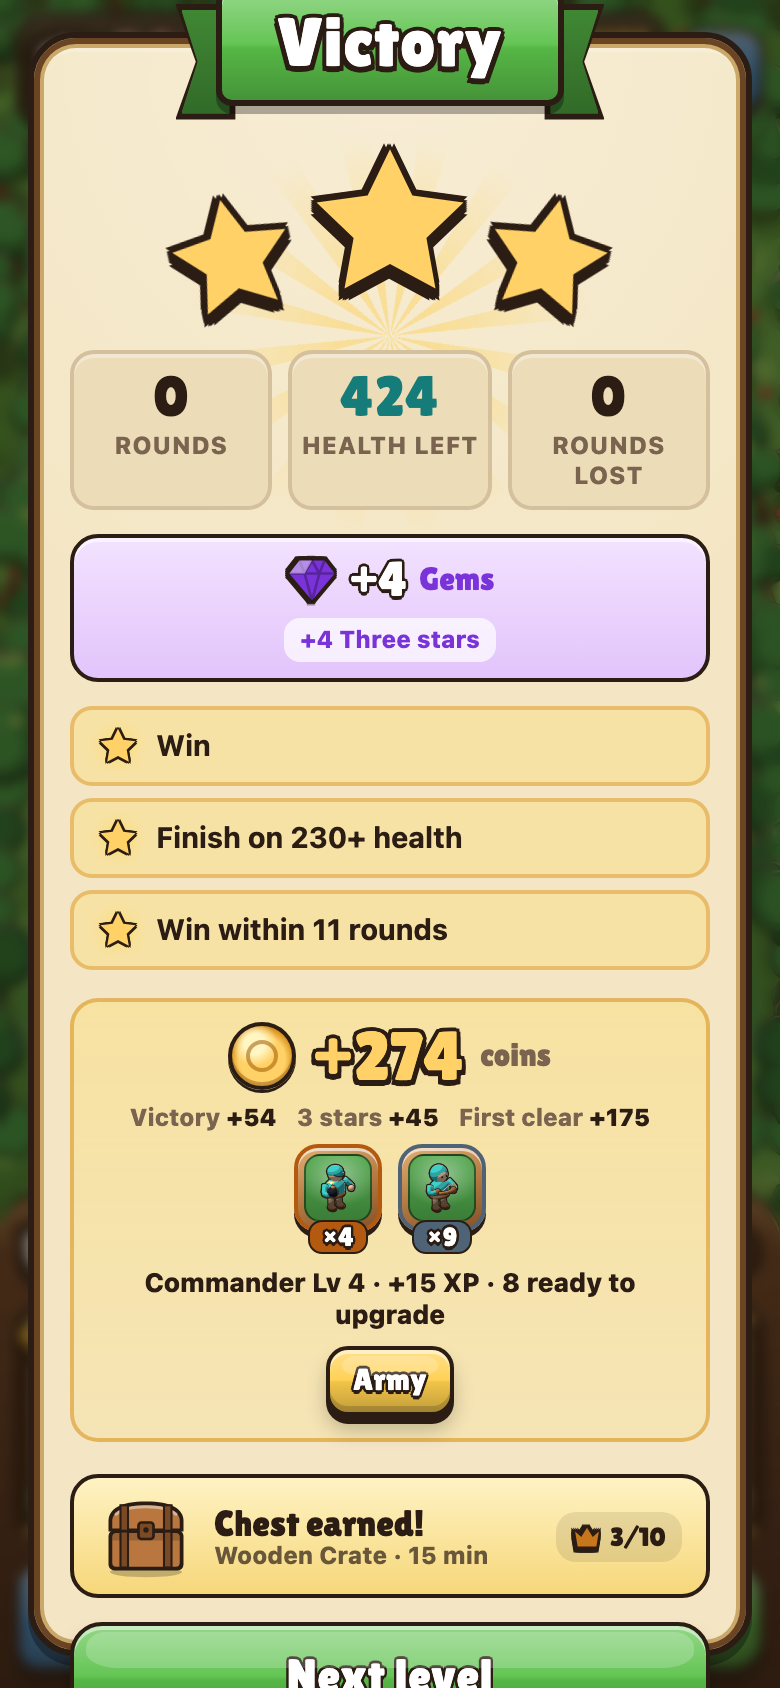 Victory
0
ROUNDS
424
HEALTH LEFT
0
ROUNDS
LOST
+4 Gems
+4 Three stars
Win
Finish on 230+ health
Win within 11 rounds
+274 coins
Victory +54 3 stars +45 First clear +175
×4 ×9
Commander Lv 4 · +15 XP · 8 ready to
upgrade
Army
Chest earned!
Wooden Crate · 15 min
3/10
Next level